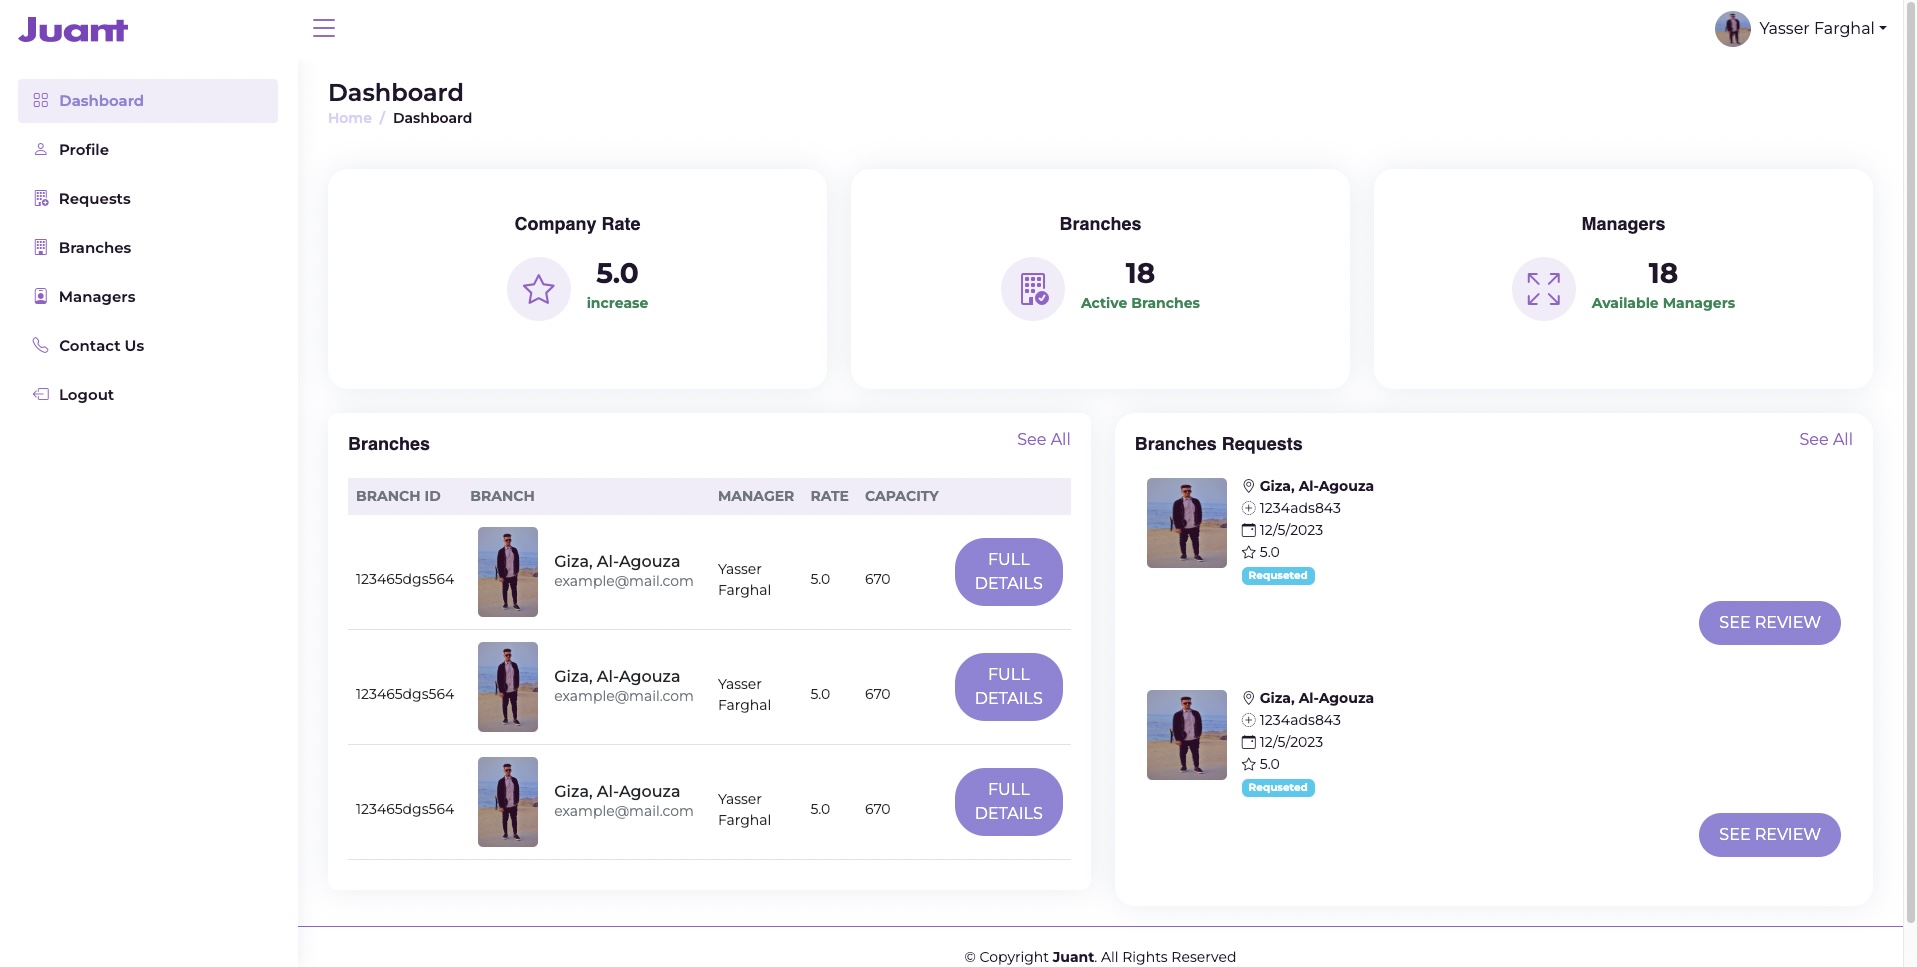 Juant
Yasser Farghal
Dashboard
Profile
Requests
Branches
Managers
Contact Us
Logout
Dashboard
Home / Dashboard
Company Rate
5.0
increase
Branches
18
Active Branches
Managers
18
Available Managers
Branches
See All
BRANCH ID BRANCH MANAGER RATE CAPACITY
123465dgs564
Giza, Al-Agouza
example@mail.com
Yasser
Farghal
5.0
670
FULL
DETAILS
123465dgs564
Giza, Al-Agouza
example@mail.com
Yasser
Farghal
5.0
670
FULL
DETAILS
123465dgs564
Giza, Al-Agouza
example@mail.com
Yasser
Farghal
5.0
670
FULL
DETAILS
Branches Requests
See All
Giza, Al-Agouza
1234ads843
12/5/2023
5.0
Requseted
SEE REVIEW
Giza, Al-Agouza
1234ads843
12/5/2023
5.0
Requseted
SEE REVIEW
© Copyright Juant. All Rights Reserved